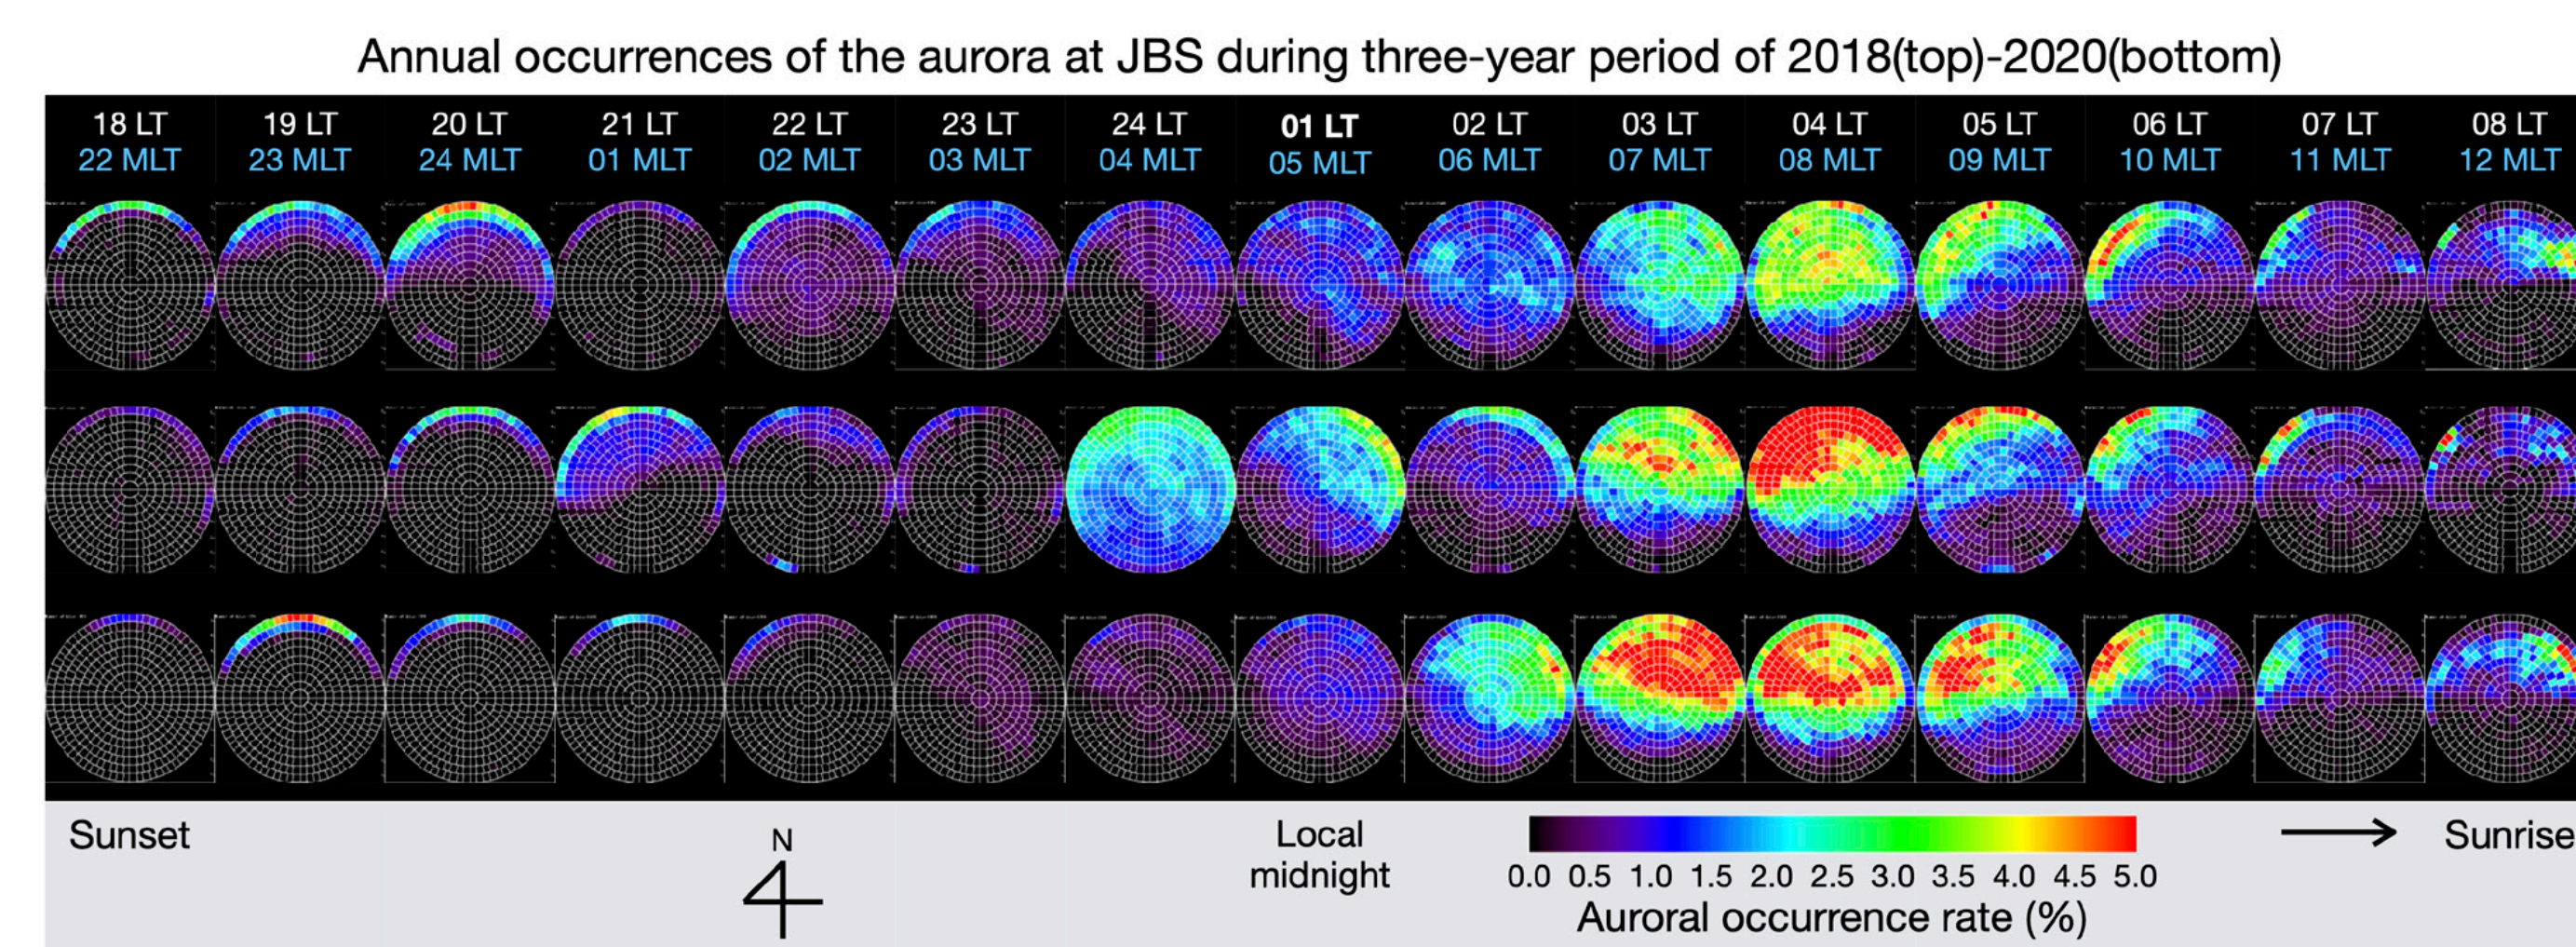 Annual occurrences of the aurora at JBS during three-year period of 2018(top)-2020(bottom)
18 LT 19 LT 20 LT 21 LT 22 LT 23 LT 24 LT 01 LT 02 LT 03 LT 04 LT 05 LT 06 LT 07 LT 08 LT
22 MLT 23 MLT 24 MLT 01 MLT 02 MLT 03 MLT 04 MLT 05 MLT 06 MLT 07 MLT 08 MLT 09 MLT 10 MLT 11 MLT 12 MLT
Sunset
N
Local
midnight
0.0 0.5 1.0 1.5 2.0 2.5 3.0 3.5 4.0 4.5 5.0
Auroral occurrence rate (%)
Sunrise